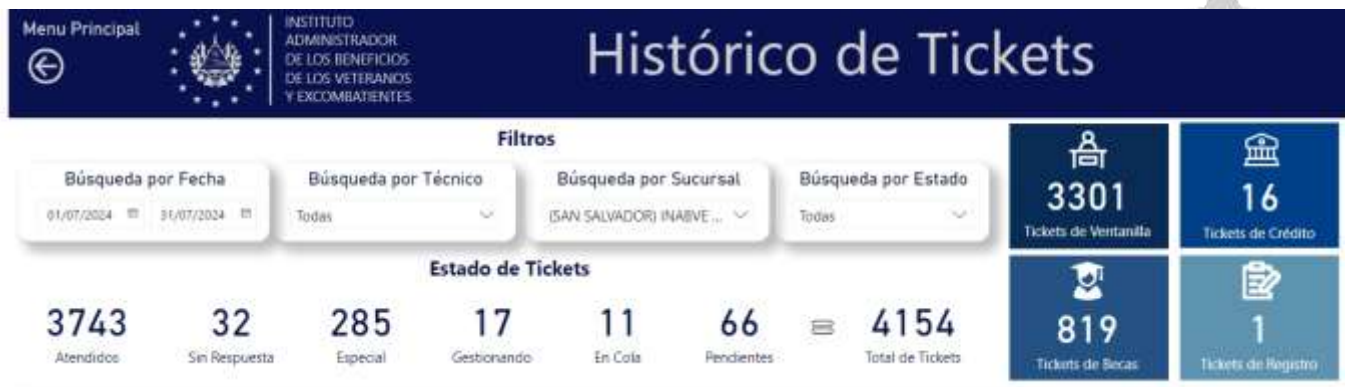 Menu Principal
INSTITUTO
ADMINISTRADOR
DE LOS BENEFICIOS
DE LOS VETERANOS
Y EXCOMBATIENTES
Histórico de Tickets
Filtros
Búsqueda por Fecha
01/07/2024 31/07/2024
Búsqueda por Técnico
Todas
Búsqueda por Sucursal
(SAN SALVADOR) INABVE ...
Búsqueda por Estado
Todas
3301
Tickets de Ventanilla
16
Tickets de Crédito
Estado de Tickets
3743
Atendidos
32
Sin Respuesta
285
Especial
17
Gestionando
11
En Cola
66
Pendientes
4154
Total de Tickets
819
Tickets de Becas
1
Tickets de Registro